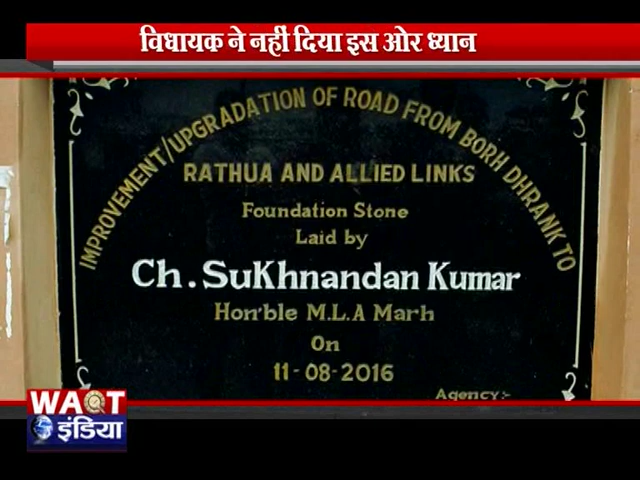 विधायक ने नहीं दिया इस ओर ध्यान
IMPROVEMENT/UPGRADATION OF ROAD FROM BORH DHRANK TO
RATHUA AND ALLIED LINKS
Foundation Stone
Laid by
Ch. SuKhnandan Kumar
Hon'ble M.L.A Marh
On
11-08-2016
Agency:-
WAQT
इंडिया